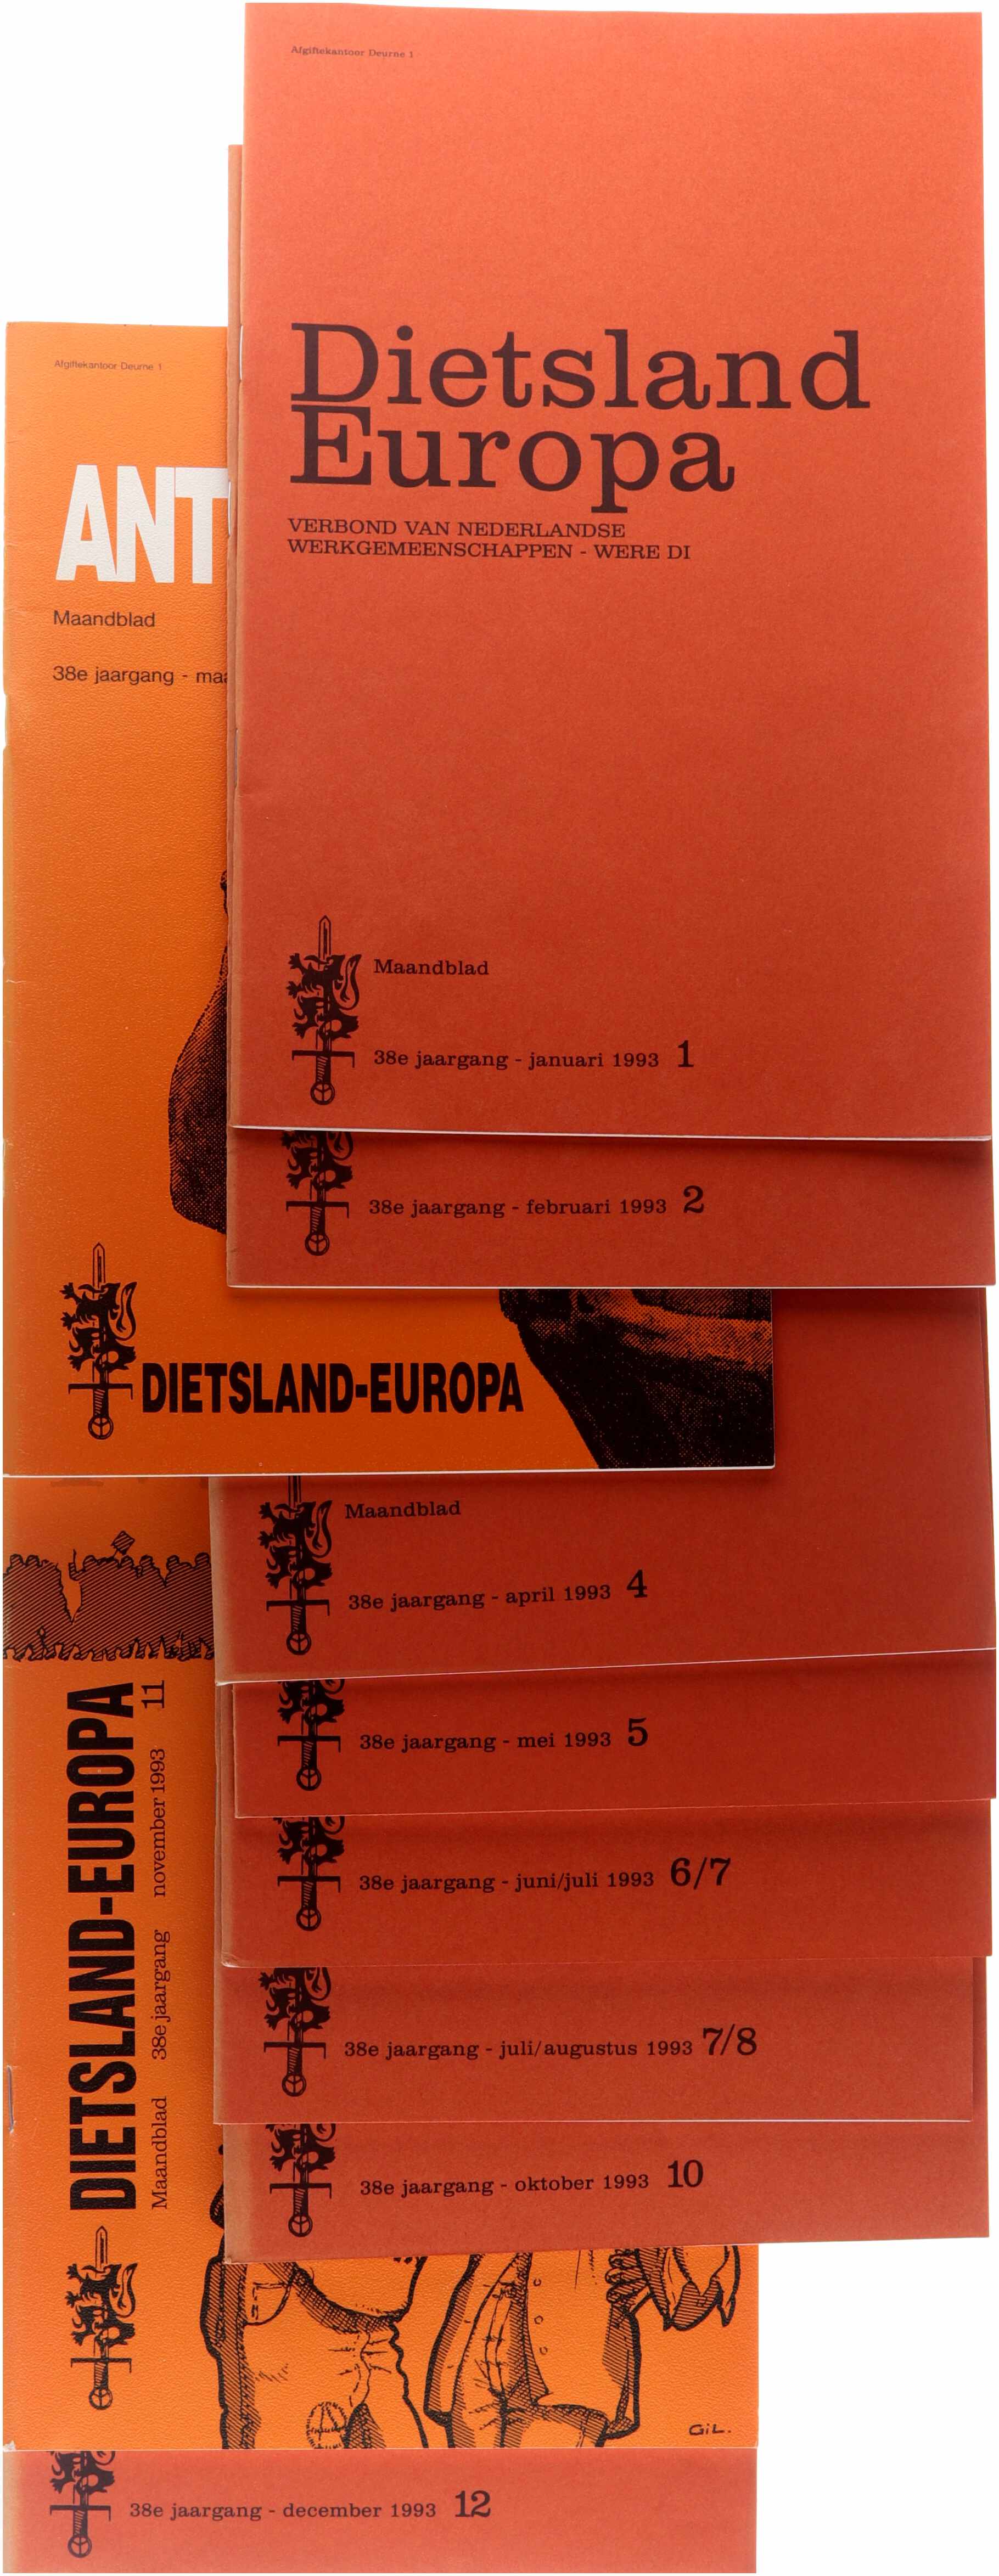 Afgiftekantoor Deurne 1
Dietsland
Europa
VERBOND VAN NEDERLANDSE
WERKGEMEENSCHAPPEN - WERE DI
Maandblad
38e jaargang - januari 1993 1
38e jaargang - februari 1993 2
Afgiftekantoor Deurne 1
ANT
Maandblad
38e jaargang - maa
DIETSLAND-EUROPA
Maandblad
38e jaargang - april 1993 4
38e jaargang - mei 1993 5
38e jaargang - juni/juli 1993 6/7
38e jaargang - juli/augustus 1993 7/8
38e jaargang - oktober 1993 10
DIETSLAND-EUROPA
Maandblad 38e jaargang november 1993 11
GiL.
38e jaargang - december 1993 12